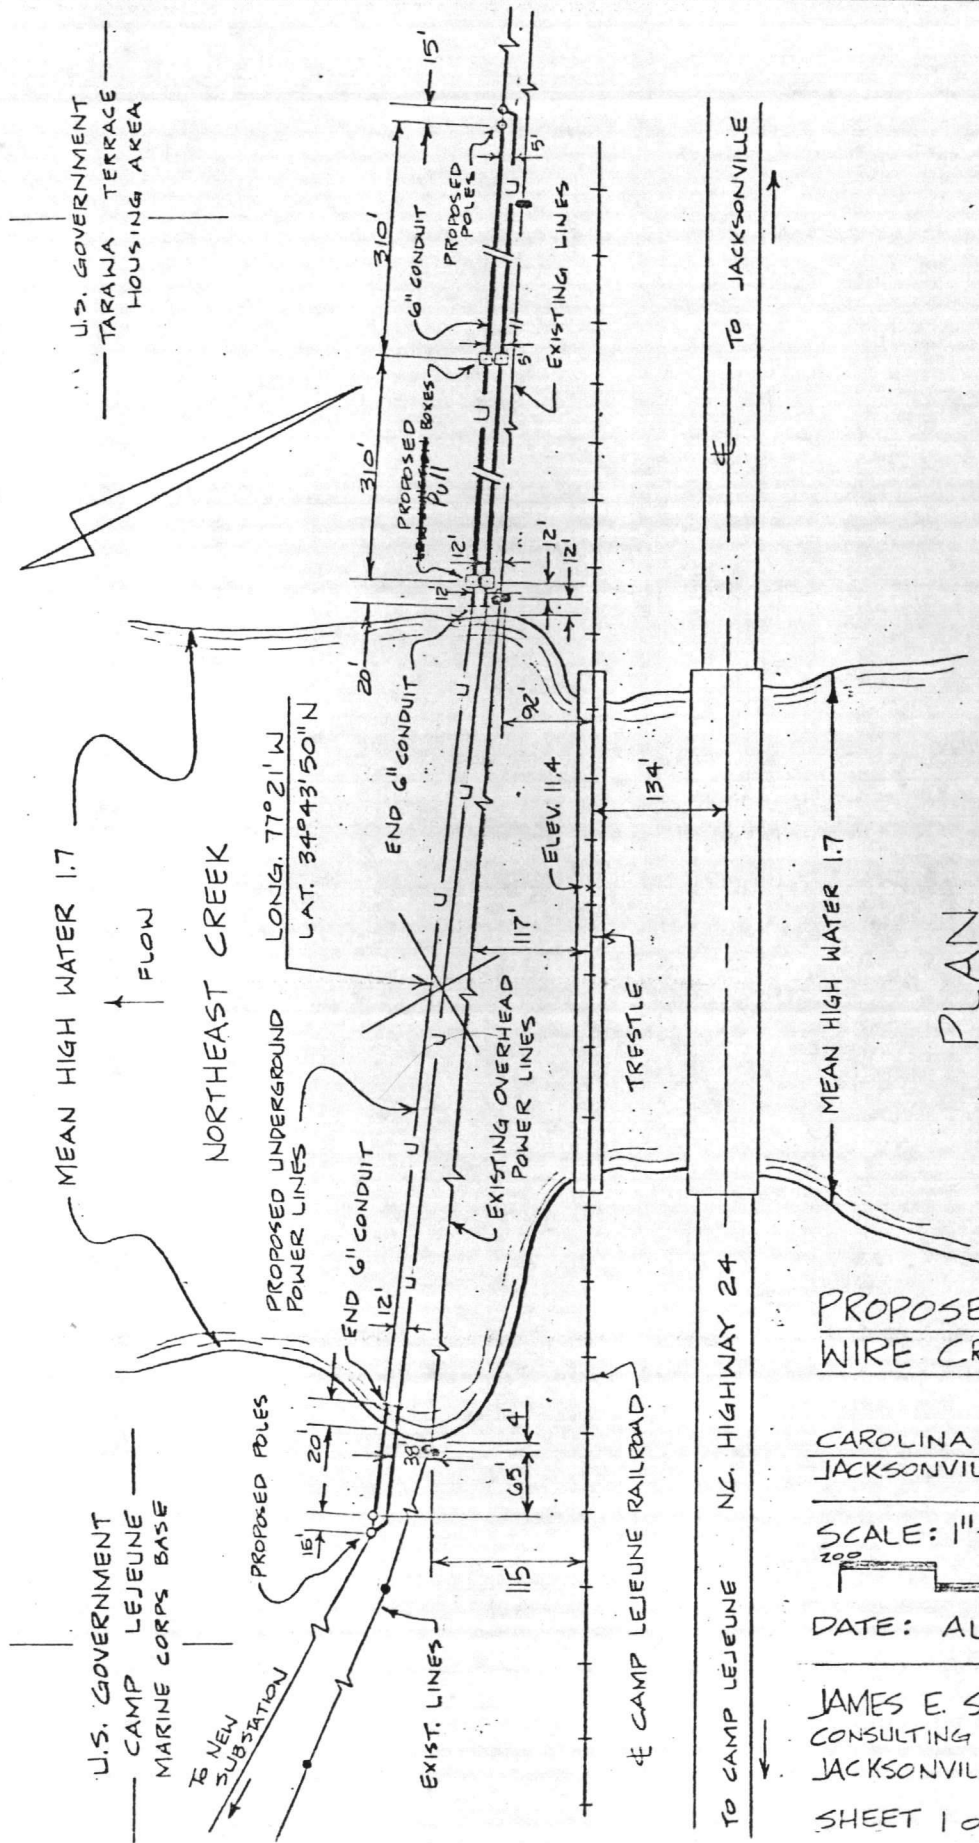 U.S. GOVERNMENT
TARAWA TERRACE
HOUSING AREA
15'
310'
6" CONDUIT
PROPOSED
POLES
5'
U
310'
PROPOSED
BOXES
Pull
5'
EXISTING LINES
U
12'
12'
12'
12'
20'
END 6" CONDUIT
U
92'
TO JACKSONVILLE
MEAN HIGH WATER 1.7
FLOW
NORTHEAST CREEK
LONG. 77° 21' W
LAT. 34° 43' 50" N
U
U
U
ELEV. 11.4
134'
117'
TRESTLE
MEAN HIGH WATER 1.7
PLAN
PROPOSED UNDERGROUND
POWER LINES
EXISTING OVERHEAD
POWER LINES
U
U
END 6" CONDUIT
12'
PROPOSED POLES
20'
15'
38'
4'
65'
115'
U.S. GOVERNMENT
CAMP LEJEUNE
MARINE CORPS BASE
TO NEW
SUBSTATION
EXIST. LINES
℄ CAMP LEJEUNE RAILROAD
TO CAMP LEJEUNE
NC. HIGHWAY 24
℄
PROPOSE
WIRE CR
CAROLINA
JACKSONVIL
SCALE: 1"
200
DATE: AU
JAMES E. S
CONSULTING
JACKSONVIL
SHEET 1 O